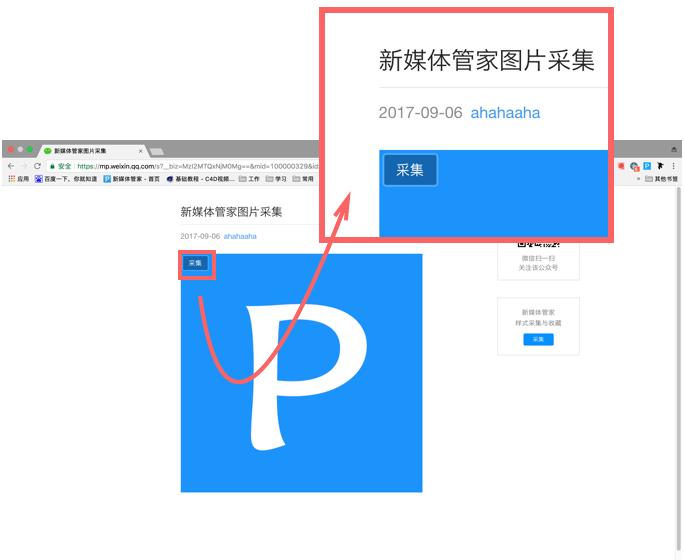 新媒体管家图片采集
2017-09-06 ahahaaha
采集
新媒体管家图片采集
安全 https://mp.weixin.qq.com/s?__biz=MzI2MTQxNjM0Mg==&mid=100000329&id
应用 百度一下，你就知道 新媒体管家 - 首页 基础教程 - C4D视频... 工作 学习 常用
» 其他书签
新媒体管家图片采集
2017-09-06 ahahaaha
采集
P
微信扫一扫
关注该公众号
新媒体管家
样式采集与收藏
采集